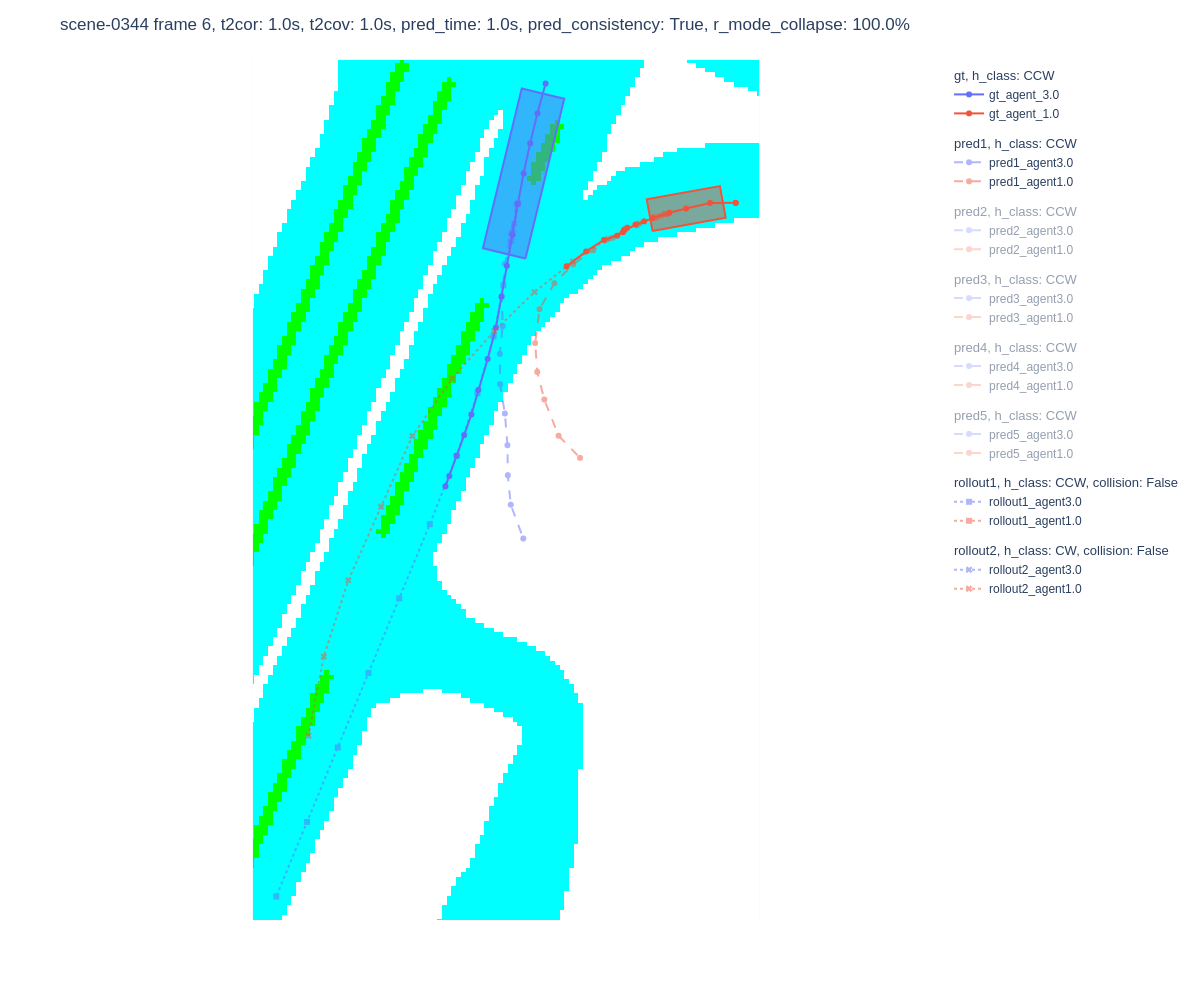 scene-0344 frame 6, t2cor: 1.0s, t2cov: 1.0s, pred_time: 1.0s, pred_consistency: True, r_mode_collapse: 100.0%
gt, h_class: CCW
gt_agent_3.0
gt_agent_1.0
pred1, h_class: CCW
pred1_agent3.0
pred1_agent1.0
pred2, h_class: CCW
pred2_agent3.0
pred2_agent1.0
pred3, h_class: CCW
pred3_agent3.0
pred3_agent1.0
pred4, h_class: CCW
pred4_agent3.0
pred4_agent1.0
pred5, h_class: CCW
pred5_agent3.0
pred5_agent1.0
rollout1, h_class: CCW, collision: False
rollout1_agent3.0
rollout1_agent1.0
rollout2, h_class: CW, collision: False
rollout2_agent3.0
rollout2_agent1.0